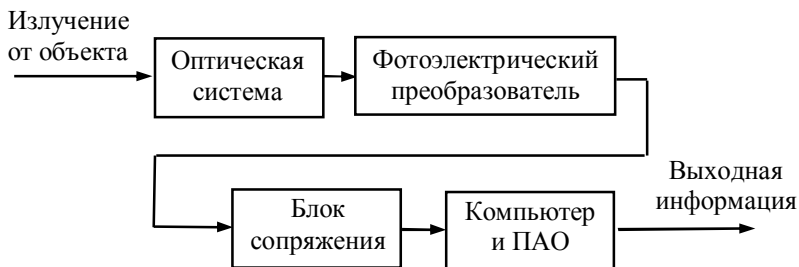 Излучение
от объекта
Оптическая
система
Фотоэлектрический
преобразователь
Блок
сопряжения
Компьютер
и ПАО
Выходная
информация